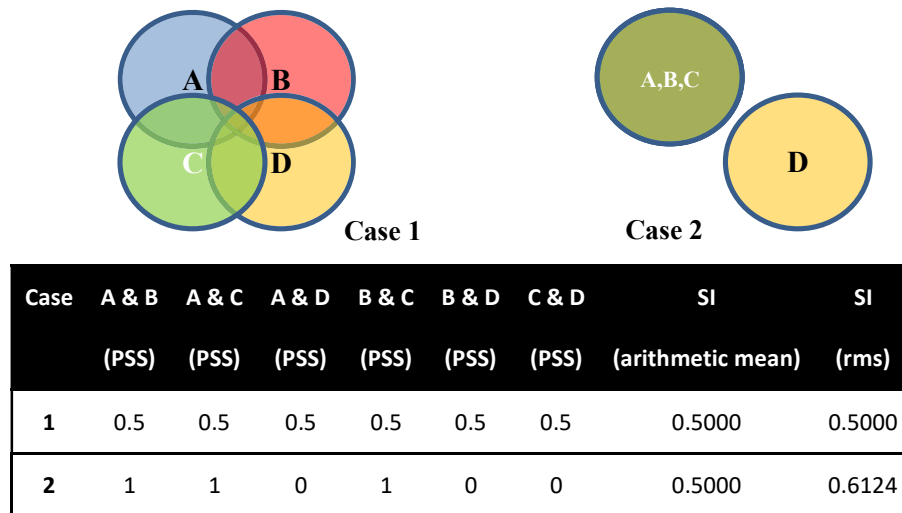 A B
C D
Case 1
A,B,C
D
Case 2
Case A & B A & C A & D B & C B & D C & D SI SI
(PSS) (PSS) (PSS) (PSS) (PSS) (PSS) (arithmetic mean) (rms)
1 0.5 0.5 0.5 0.5 0.5 0.5 0.5000 0.5000
2 1 1 0 1 0 0 0.5000 0.6124